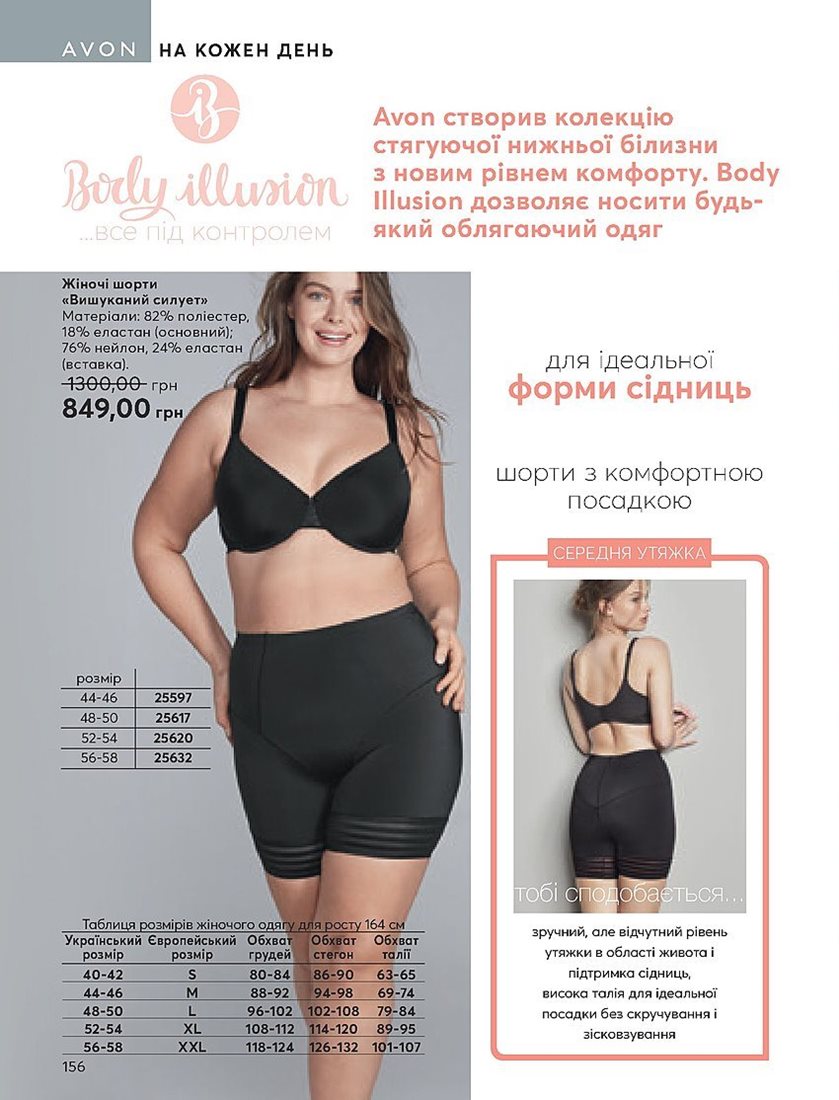 AVON
НА КОЖЕН ДЕНЬ
Body illusion
...все під контролем
Avon створив колекцію
стягуючої нижньої білизни
з новим рівнем комфорту. Body
Illusion дозволяє носити будь-
який облягаючий одяг
Жіночі шорти
«Вишуканий силует»
Матеріали: 82% поліестер,
18% еластан (основний);
76% нейлон, 24% еластан
(вставка).
1300,00 грн
849,00 грн
для ідеальної
форми сідниць
шорти з комфортною
посадкою
СЕРЕДНЯ УТЯЖКА
розмір
44-46 25597
48-50 25617
52-54 25620
56-58 25632
тобі сподобається...
зручний, але відчутний рівень
утяжки в області живота і
підтримка сідниць,
висока талія для ідеальної
посадки без скручування і
зісковзування
Таблиця розмірів жіночого одягу для росту 164 см
Український Європейський Обхват Обхват Обхват
розмір розмір грудей стегон талії
40-42 S 80-84 86-90 63-65
44-46 M 88-92 94-98 69-74
48-50 L 96-102 102-108 79-84
52-54 XL 108-112 114-120 89-95
56-58 XXL 118-124 126-132 101-107
156